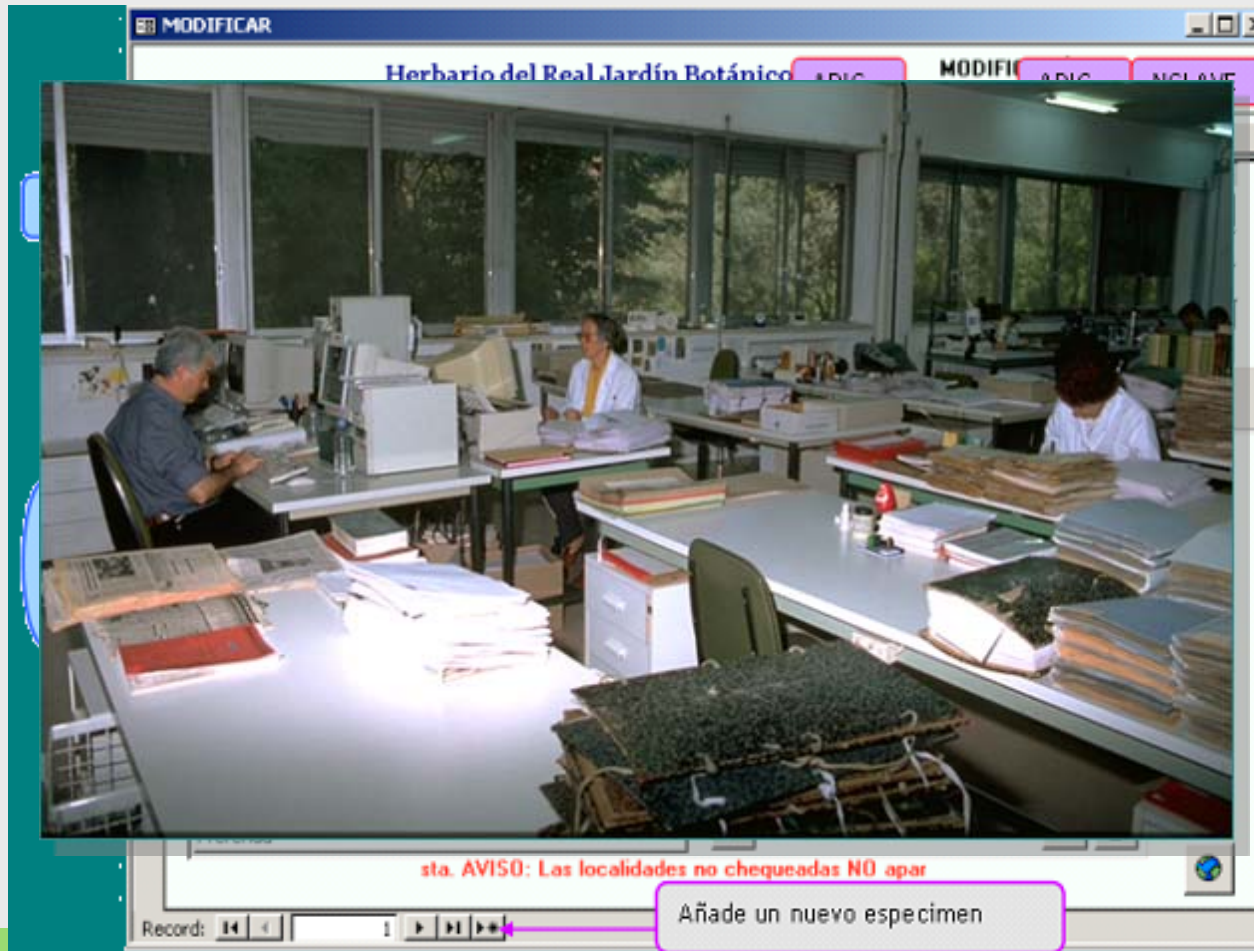 MODIFICAR
Herbario del Real Jardín Botánico
sta. AVISO: Las localidades no chequeadas NO apar
Añade un nuevo especimen
Record: 1